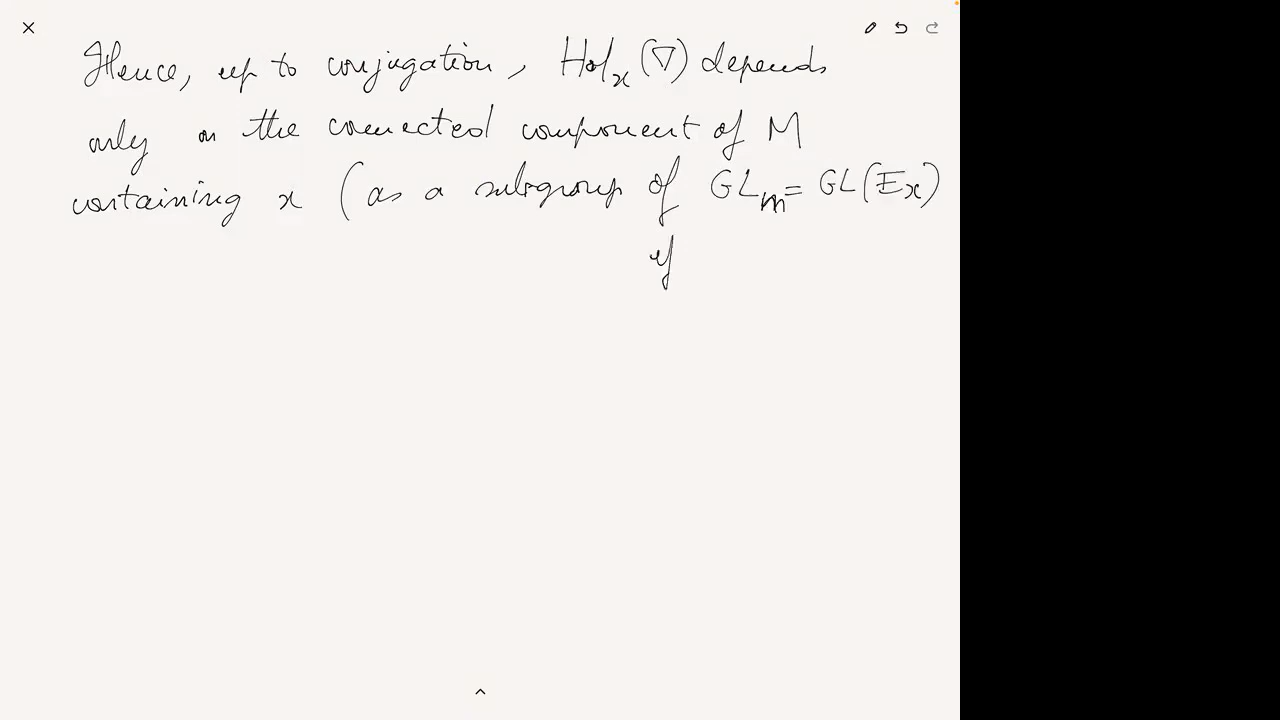 Hence, up to conjugation, Hol_x(∇) depends
only on the connected component of M
containing x (as a subgroup of GL_m = GL(E_x)
if